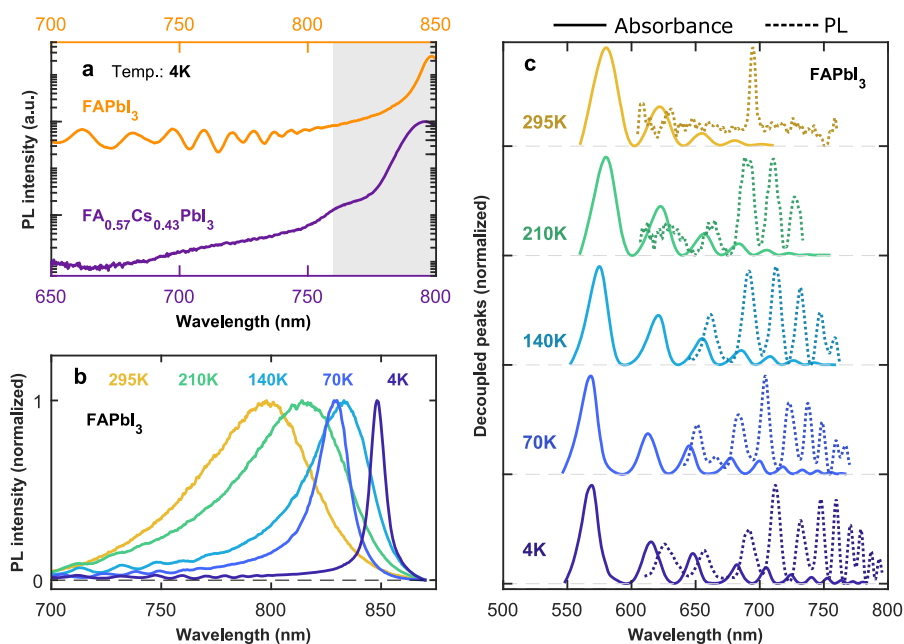 700 750 800 850
a Temp.: 4K
FAPbI3
FA0.57Cs0.43PbI3
PL intensity (a.u.)
650 700 750 800
Wavelength (nm)
b 295K 210K 140K 70K 4K
FAPbI3
PL intensity (normalized)
1
0
700 750 800 850
Wavelength (nm)
Absorbance PL
c FAPbI3
295K
210K
140K
70K
4K
Decoupled peaks (normalized)
500 550 600 650 700 750 800
Wavelength (nm)